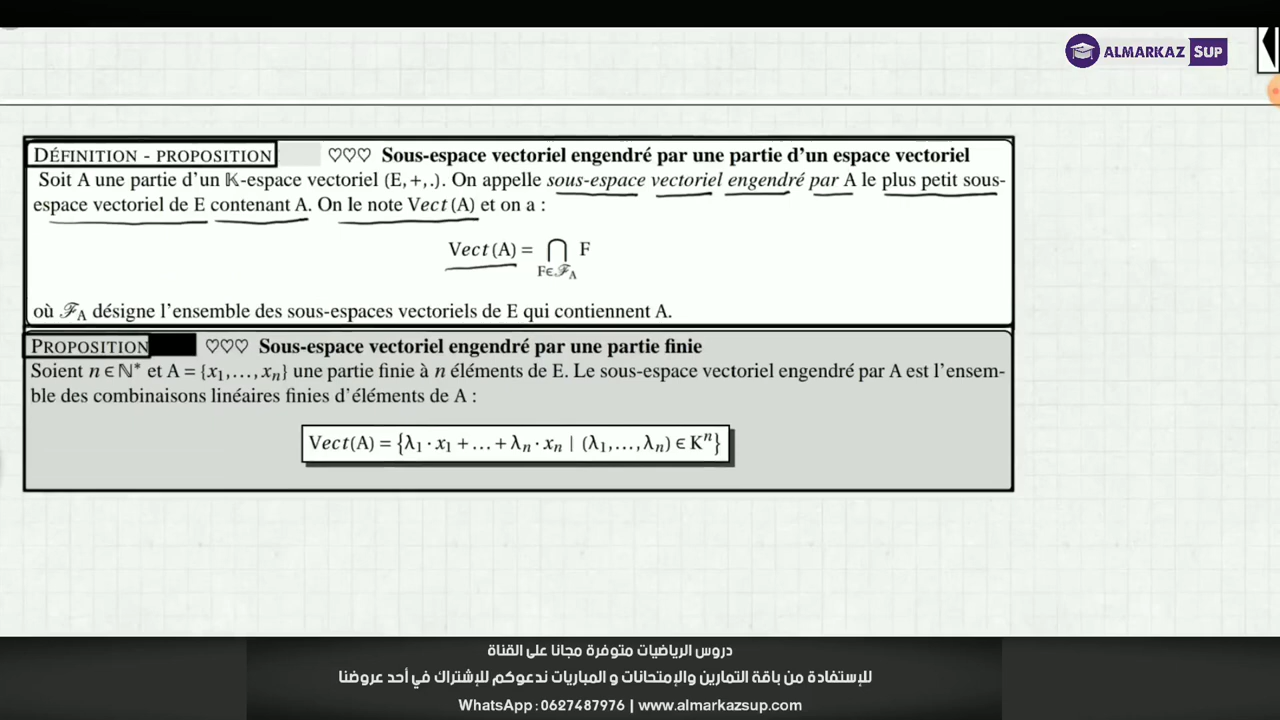 ALMARKAZ SUP
DÉFINITION - PROPOSITION ♡♡♡ Sous-espace vectoriel engendré par une partie d'un espace vectoriel
Soit A une partie d'un 𝕂-espace vectoriel (E,+,.). On appelle sous-espace vectoriel engendré par A le plus petit sous-
espace vectoriel de E contenant A. On le note Vect(A) et on a :
Vect(A) = ⋂ F
F∈ℱ_A
où ℱ_A désigne l'ensemble des sous-espaces vectoriels de E qui contiennent A.
PROPOSITION ♡♡♡ Sous-espace vectoriel engendré par une partie finie
Soient n ∈ ℕ* et A = {x₁,…,xₙ} une partie finie à n éléments de E. Le sous-espace vectoriel engendré par A est l'ensem-
ble des combinaisons linéaires finies d'éléments de A :
Vect(A) = {λ₁ · x₁ + … + λₙ · xₙ | (λ₁,…,λₙ) ∈ Kⁿ}
دروس الرياضيات متوفرة مجانا على القناة
للإستفادة من باقة التمارين والإمتحانات و المباريات ندعوكم للإشتراك في أحد عروضنا
WhatsApp : 0627487976 | www.almarkazsup.com